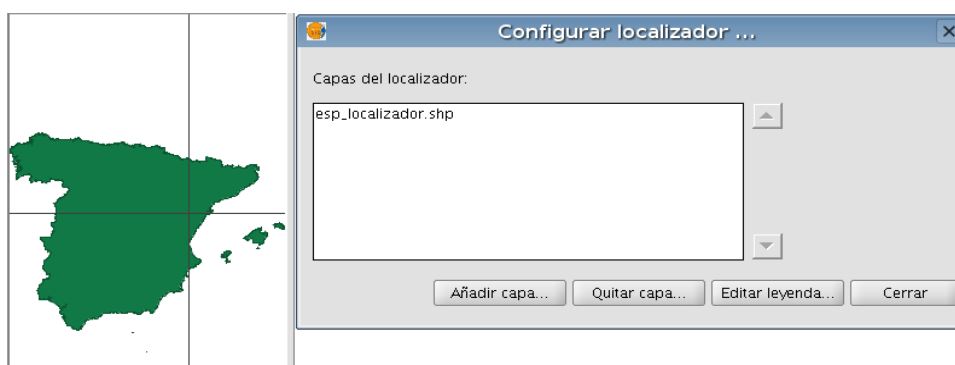 Configurar localizador ...
Capas del localizador:
esp_localizador.shp
Añadir capa...
Quitar capa...
Editar leyenda...
Cerrar